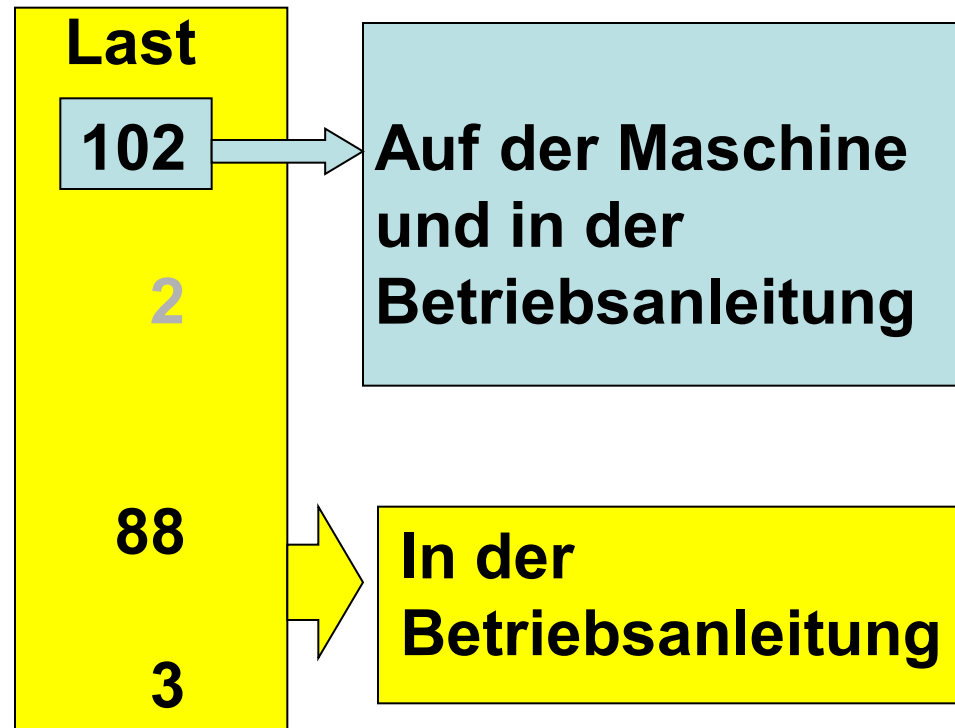 Last
102
Auf der Maschine
und in der
Betriebsanleitung
2
88
In der
Betriebsanleitung
3